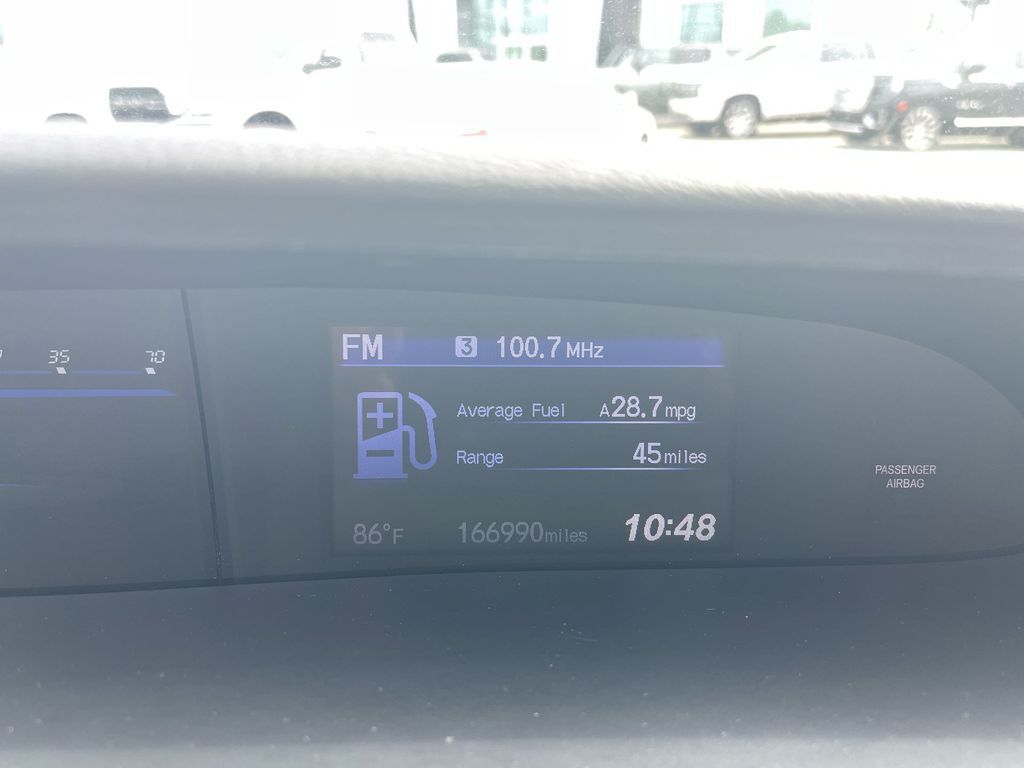 35 70
FM 3 100.7 MHz
Average Fuel A28.7 mpg
Range 45 miles
86°F 166990 miles 10:48
PASSENGER
AIRBAG